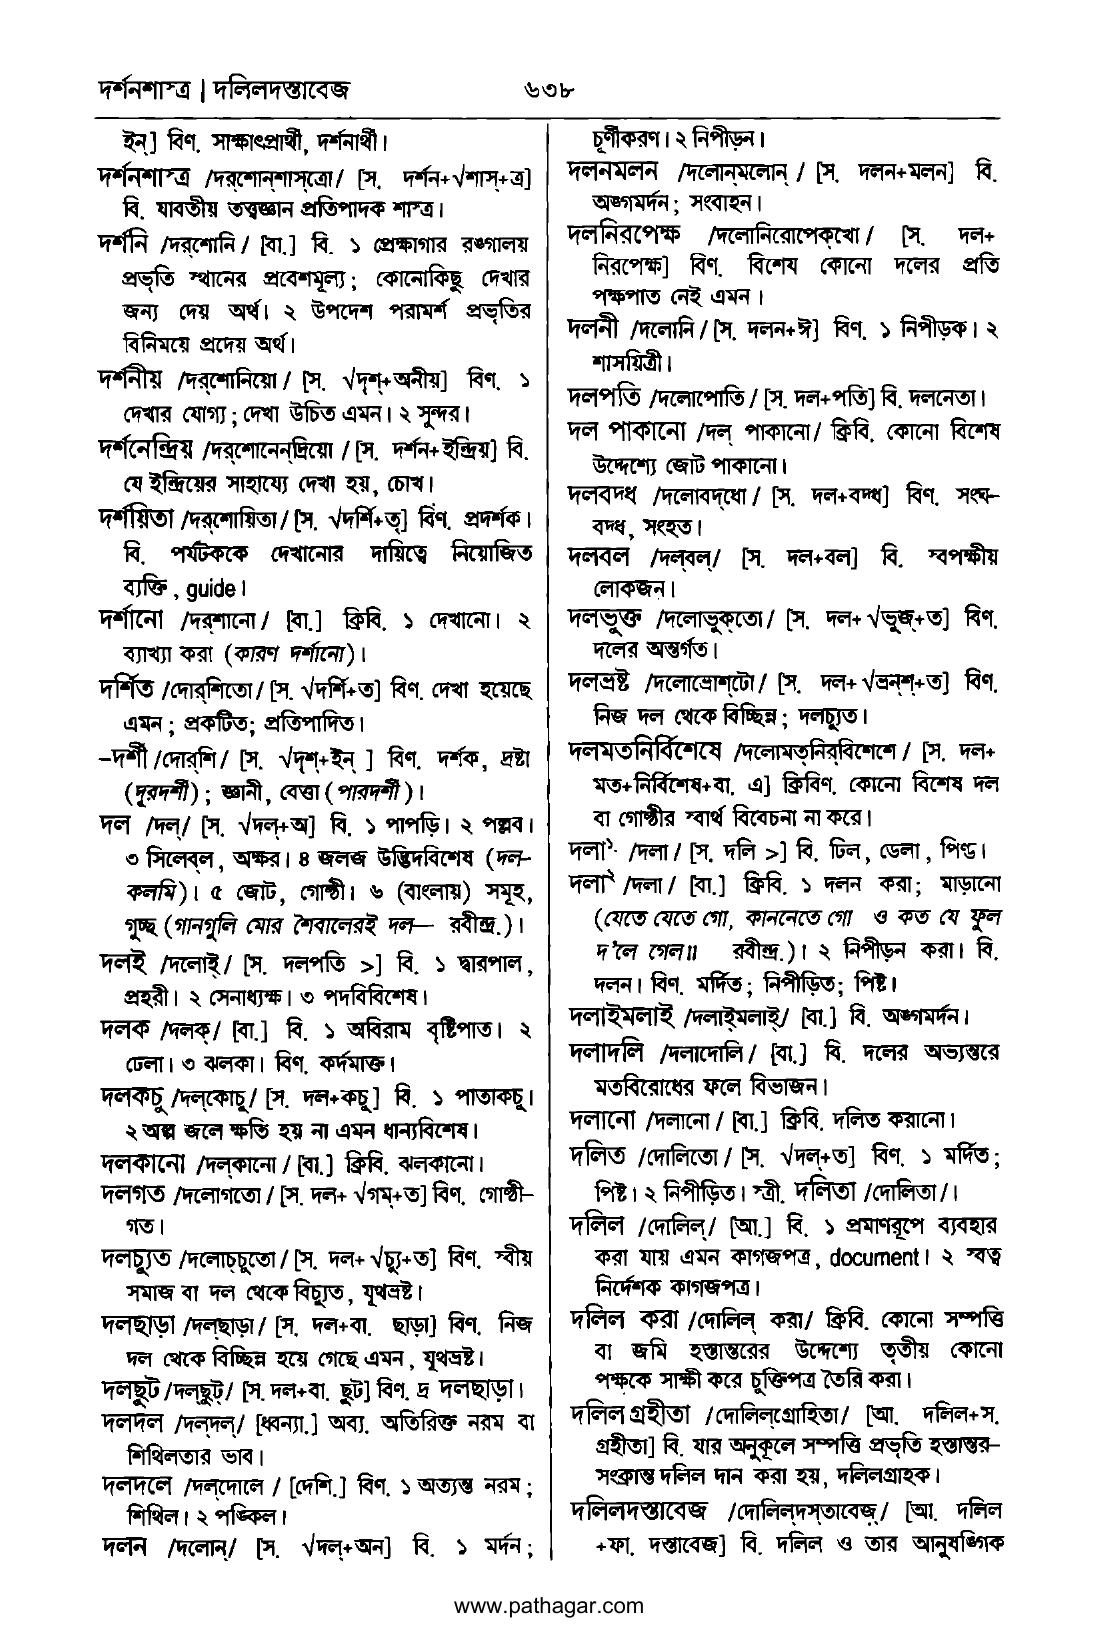 দর্শনশাস্ত্র | দলিলদস্তাবেজ
৬৩৮
ইন্] বিণ. সাক্ষাৎপ্রার্থী, দর্শনার্থী।
দর্শনশাস্ত্র /দর্‌শোন্‌শাস্‌ত্রো/ [স. দর্শন+√শাস্+ত্র]
বি. যাবতীয় তত্ত্বজ্ঞান প্রতিপাদক শাস্ত্র।
দর্শনি /দর্‌শোনি/ [বা.] বি. ১ প্রেক্ষাগার রঙ্গালয়
প্রভৃতি স্থানের প্রবেশমূল্য; কোনোকিছু দেখার
জন্য দেয় অর্থ। ২ উপদেশ পরামর্শ প্রভৃতির
বিনিময়ে প্রদেয় অর্থ।
দর্শনীয় /দর্‌শোনিয়ো/ [স. √দৃশ্+অনীয়] বিণ. ১
দেখার যোগ্য; দেখা উচিত এমন। ২ সুন্দর।
দর্শনেন্দ্রিয় /দর্‌শোনেন্‌দ্রিয়ো/ [স. দর্শন+ইন্দ্রিয়] বি.
যে ইন্দ্রিয়ের সাহায্যে দেখা হয়, চোখ।
দর্শয়িতা /দর্‌শোয়িতা/ [স. √দর্শি+তৃ] বিণ. প্রদর্শক।
বি. পর্যটককে দেখানোর দায়িত্বে নিয়োজিত
ব্যক্তি, guide।
দর্শানো /দর্‌শানো/ [বা.] ক্রিবি. ১ দেখানো। ২
ব্যাখ্যা করা (কারণ দর্শানো)।
দর্শিত /দোর্‌শিতো/ [স. √দর্শি+ত] বিণ. দেখা হয়েছে
এমন; প্রকটিত; প্রতিপাদিত।
-দর্শী /দোর্‌শি/ [স. √দৃশ্+ইন্ ] বিণ. দর্শক, দ্রষ্টা
(দূরদর্শী); জ্ঞানী, বেত্তা (পারদর্শী)।
দল /দল্/ [স. √দল্+অ] বি. ১ পাপড়ি। ২ পল্লব।
৩ সিলেব্‌ল, অক্ষর। ৪ জলজ উদ্ভিদবিশেষ (দল-
কলমি)। ৫ জোট, গোষ্ঠী। ৬ (বাংলায়) সমূহ,
গুচ্ছ (গানগুলি মোর শৈবালেরই দল— রবীন্দ্র.)।
দলই /দলোই্/ [স. দলপতি >] বি. ১ দ্বারপাল,
প্রহরী। ২ সেনাধ্যক্ষ। ৩ পদবিবিশেষ।
দলক /দলক্/ [বা.] বি. ১ অবিরাম বৃষ্টিপাত। ২
ঢেলা। ৩ ঝলকা। বিণ. কর্দমাক্ত।
দলকচু /দল্‌কোচু/ [স. দল+কচু] বি. ১ পাতাকচু।
২ অল্প জলে ক্ষতি হয় না এমন ধান্যবিশেষ।
দলকানো /দল্‌কানো/ [বা.] ক্রিবি. ঝলকানো।
দলগত /দলোগতো/ [স. দল+ √গম্+ত] বিণ. গোষ্ঠী-
গত।
দলচ্যুত /দলোচ্‌চুতো/ [স. দল+ √চ্যু+ত] বিণ. স্বীয়
সমাজ বা দল থেকে বিচ্যুত, যূথভ্রষ্ট।
দলছাড়া /দল্‌ছাড়া/ [স. দল+বা. ছাড়া] বিণ. নিজ
দল থেকে বিচ্ছিন্ন হয়ে গেছে এমন, যূথভ্রষ্ট।
দলছুট /দল্‌ছুট্/ [স. দল+বা. ছুট] বিণ. দ্র দলছাড়া।
দলদল /দল্‌দল্/ [ধ্বন্যা.] অব্য. অতিরিক্ত নরম বা
শিথিলতার ভাব।
দলদলে /দল্‌দোলে / [দেশি.] বিণ. ১ অত্যন্ত নরম;
শিথিল। ২ পঙ্কিল।
দলন /দলোন্/ [স. √দল্+অন] বি. ১ মর্দন;
চূর্ণীকরণ। ২ নিপীড়ন।
দলনমলন /দলোন্‌মলোন্ / [স. দলন+মলন] বি.
অঙ্গমর্দন; সংবাহন।
দলনিরপেক্ষ /দলোনিরোপেক্‌খো/ [স. দল+
নিরপেক্ষ] বিণ. বিশেষ কোনো দলের প্রতি
পক্ষপাত নেই এমন।
দলনী /দলোনি/ [স. দলন+ঈ] বিণ. ১ নিপীড়ক। ২
শাসয়িত্রী।
দলপতি /দলোপোতি/ [স. দল+পতি] বি. দলনেতা।
দল পাকানো /দল্ পাকানো/ ক্রিবি. কোনো বিশেষ
উদ্দেশ্যে জোট পাকানো।
দলবদ্ধ /দলোবদ্‌ধো/ [স. দল+বদ্ধ] বিণ. সংঘ-
বদ্ধ, সংহত।
দলবল /দল্‌বল্/ [স. দল+বল] বি. স্বপক্ষীয়
লোকজন।
দলভুক্ত /দলোভুক্‌তো/ [স. দল+ √ভুজ্+ত] বিণ.
দলের অন্তর্গত।
দলভ্রষ্ট /দলোভ্রোশ্‌টো/ [স. দল+ √ভ্রন্‌শ্+ত] বিণ.
নিজ দল থেকে বিচ্ছিন্ন; দলচ্যুত।
দলমতনির্বিশেষে /দলোমত্‌নির্‌বিশেশে / [স. দল+
মত+নির্বিশেষ+বা. এ] ক্রিবিণ. কোনো বিশেষ দল
বা গোষ্ঠীর স্বার্থ বিবেচনা না করে।
দলা১ /দলা/ [স. দলি >] বি. ঢিল, ডেলা, পিণ্ড।
দলা২ /দলা/ [বা.] ক্রিবি. ১ দলন করা; মাড়ানো
(যেতে যেতে গো, কাননেতে গো ও কত যে ফুল
দ’লে গেল॥ রবীন্দ্র.)। ২ নিপীড়ন করা। বি.
দলন। বিণ. মর্দিত; নিপীড়িত; পিষ্ট।
দলাইমলাই /দলাই্‌মলাই্/ [বা.] বি. অঙ্গমর্দন।
দলাদলি /দলাদোলি/ [বা.] বি. দলের অভ্যন্তরে
মতবিরোধের ফলে বিভাজন।
দলানো /দলানো/ [বা.] ক্রিবি. দলিত করানো।
দলিত /দোলিতো/ [স. √দল্+ত] বিণ. ১ মর্দিত;
পিষ্ট। ২ নিপীড়িত। স্ত্রী. দলিতা /দোলিতা/।
দলিল /দোলিল্/ [আ.] বি. ১ প্রমাণরূপে ব্যবহার
করা যায় এমন কাগজপত্র, document। ২ স্বত্ব
নির্দেশক কাগজপত্র।
দলিল করা /দোলিল্ করা/ ক্রিবি. কোনো সম্পত্তি
বা জমি হস্তান্তরের উদ্দেশ্যে তৃতীয় কোনো
পক্ষকে সাক্ষী করে চুক্তিপত্র তৈরি করা।
দলিল গ্রহীতা /দোলিল্‌গ্রোহিতা/ [আ. দলিল+স.
গ্রহীতা] বি. যার অনুকূলে সম্পত্তি প্রভৃতি হস্তান্তর-
সংক্রান্ত দলিল দান করা হয়, দলিলগ্রাহক।
দলিলদস্তাবেজ /দোলিল্‌দস্‌তাবেজ্/ [আ. দলিল
+ফা. দস্তাবেজ] বি. দলিল ও তার আনুষঙ্গিক
www.pathagar.com